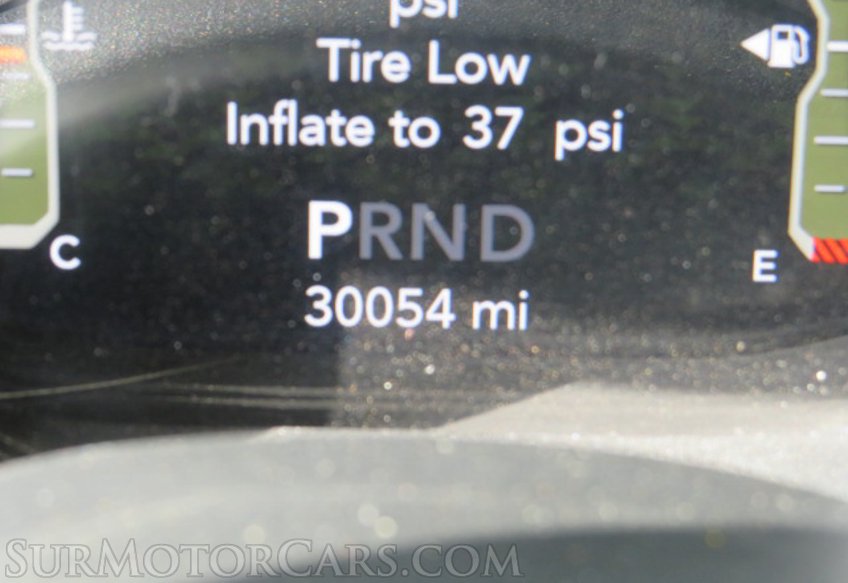 psi
Tire Low
Inflate to 37 psi
PRND
C
E
30054 mi
SurMotorCars.com